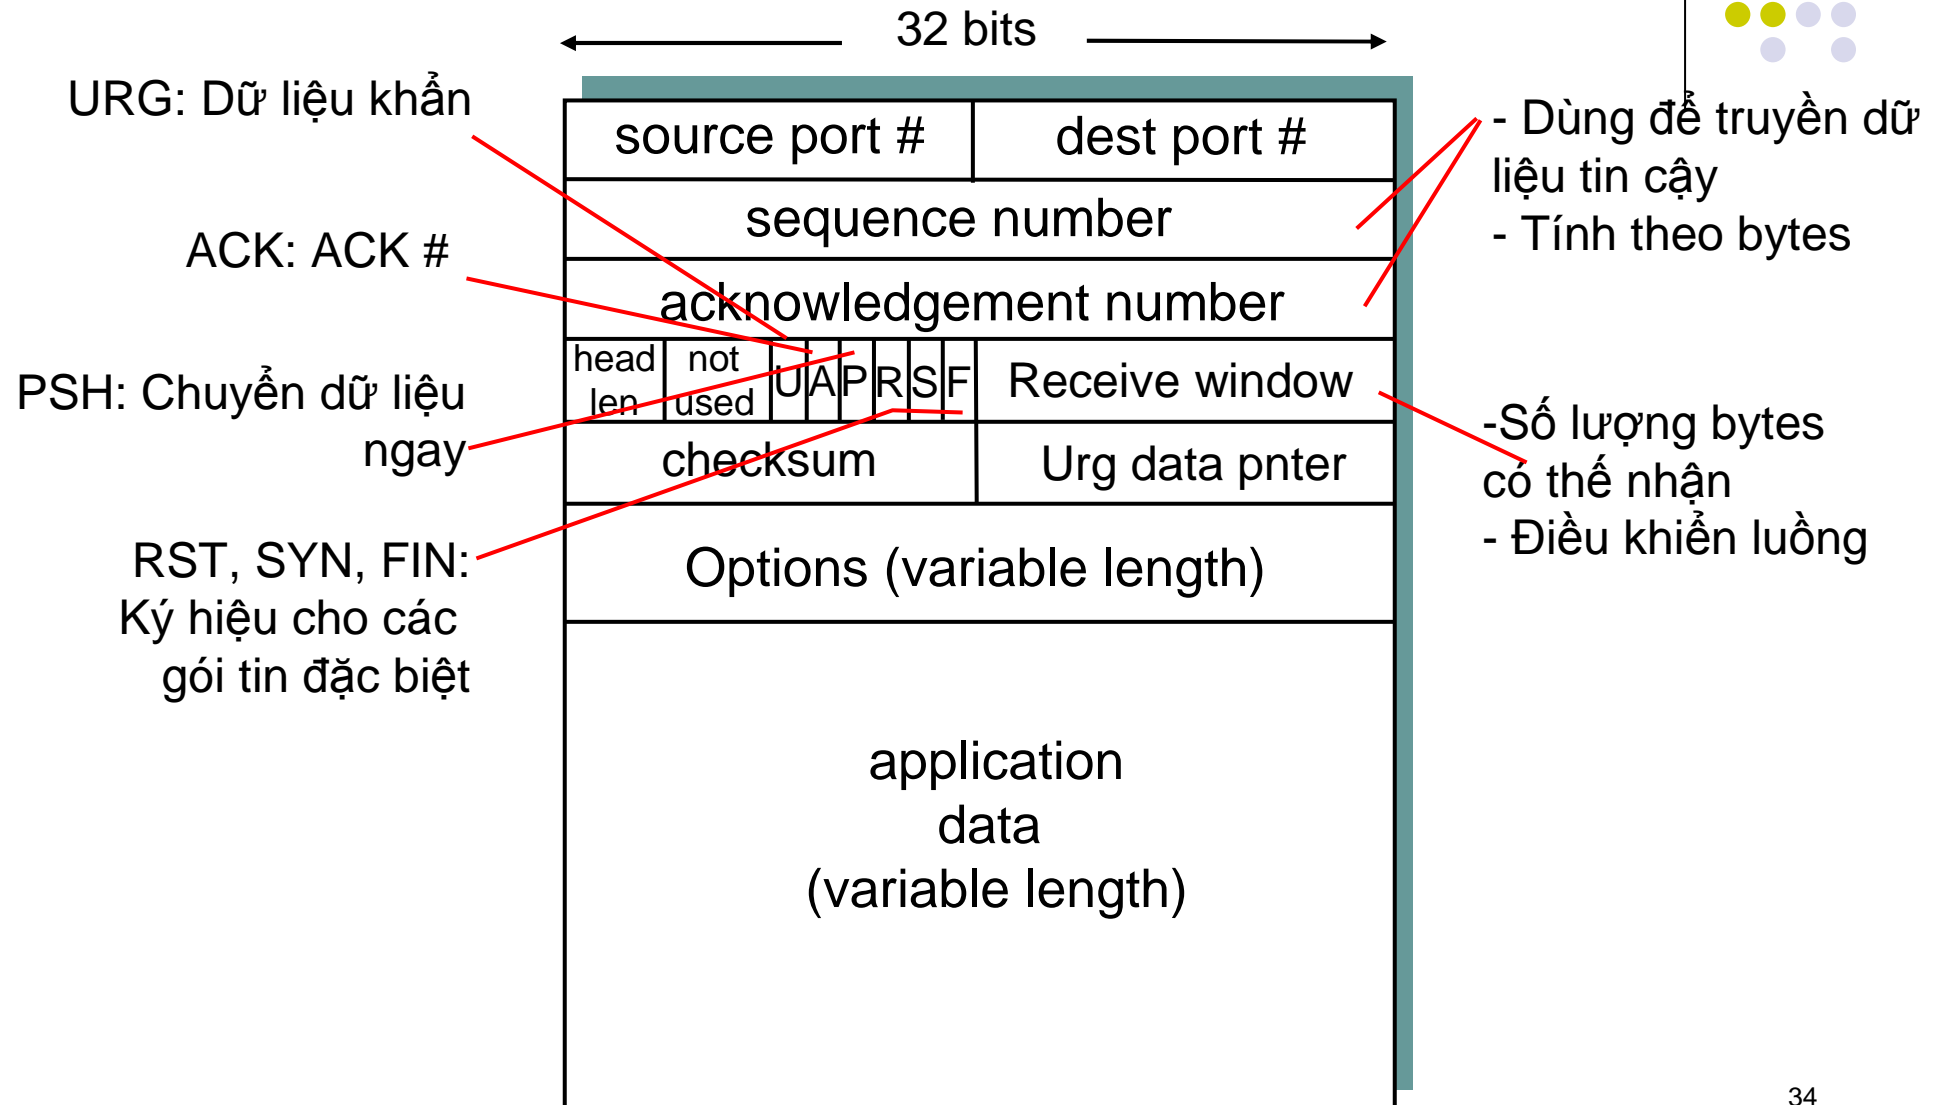 32 bits
URG: Dữ liệu khẩn
ACK: ACK #
PSH: Chuyển dữ liệu
ngay
RST, SYN, FIN:
Ký hiệu cho các
gói tin đặc biệt
source port # dest port #
sequence number
acknowledgement number
head
len
not
used
U A P R S F
Receive window
checksum Urg data pnter
Options (variable length)
application
data
(variable length)
- Dùng để truyền dữ
liệu tin cậy
- Tính theo bytes
-Số lượng bytes
có thế nhận
- Điều khiển luồng
34